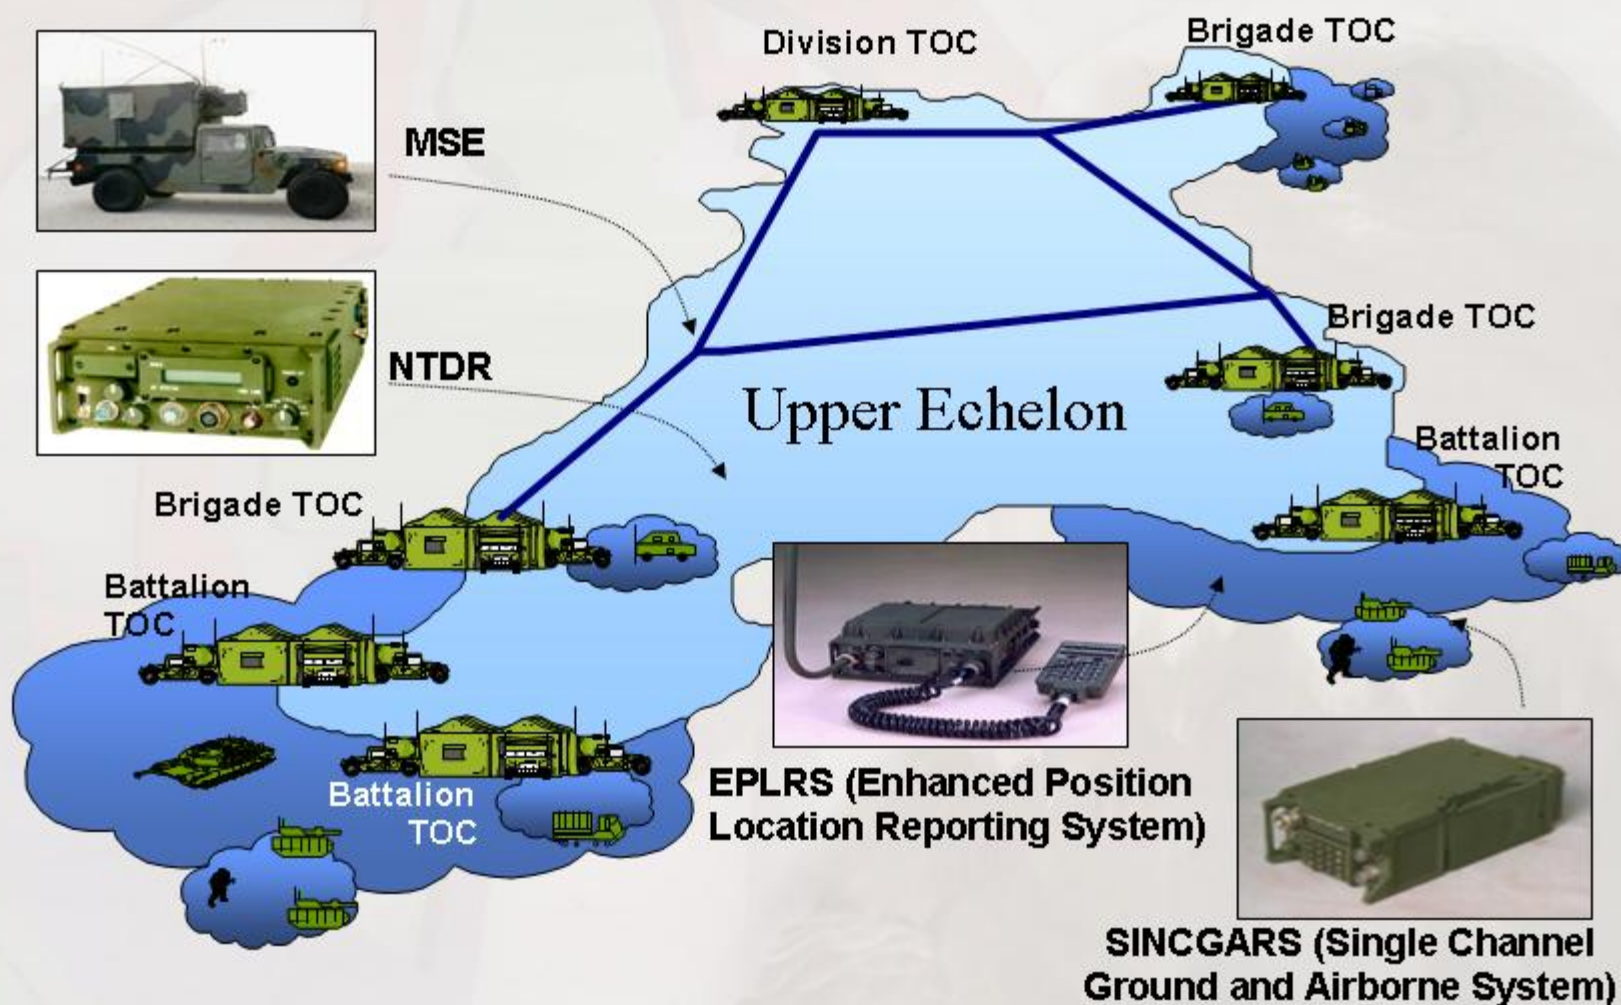 Division TOC
Brigade TOC
MSE
Brigade TOC
NTDR
Upper Echelon
Battalion
TOC
Brigade TOC
Battalion
TOC
Battalion
TOC
EPLRS (Enhanced Position
Location Reporting System)
SINCGARS (Single Channel
Ground and Airborne System)